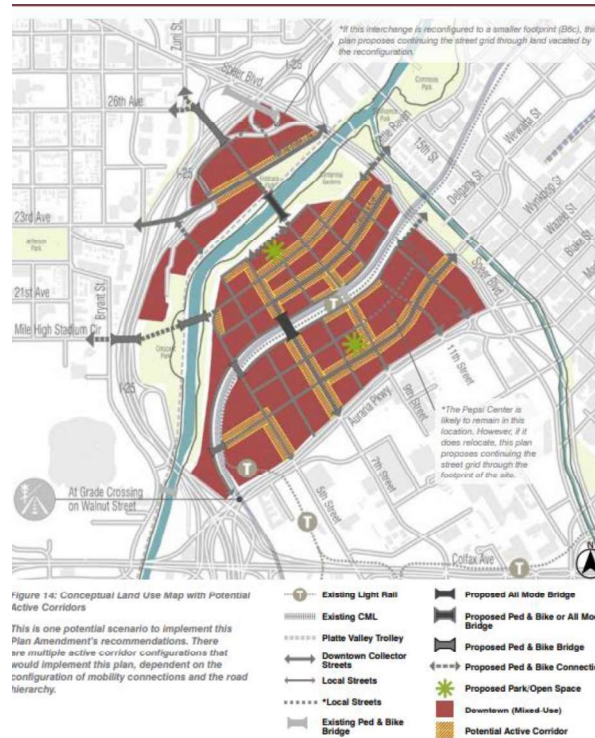 *If this interchange is reconfigured to a smaller footprint (B6c), this
plan proposes continuing the street grid through land vacated by
the reconfiguration.
Zuni St.
I-25
Speer Blvd.
26th Ave
Commons
Park
Little Raven
15th St.
Wewatta St.
Delgany St.
Wynkoop St.
Wazee St.
Blake St.
I-25
Centennial
Gardens
23rd Ave
Jefferson
Park
Speer Blvd.
21st Ave
Bryant St.
Mile High Stadium Cir
Crescent
Park
11th Street
I-25
9th Street
Auraria Pkwy
*The Pepsi Center is
likely to remain in this
location. However, if it
does relocate, this plan
proposes continuing the
street grid through the
footprint of the site.
7th Street
At Grade Crossing
on Walnut Street
5th Street
Colfax Ave
N
Figure 14: Conceptual Land Use Map with Potential
Active Corridors
This is one potential scenario to implement this
Plan Amendment's recommendations. There
are multiple active corridor configurations that
would implement this plan, dependent on the
configuration of mobility connections and the road
hierarchy.
T Existing Light Rail
Existing CML
Platte Valley Trolley
Downtown Collector
Streets
Local Streets
*Local Streets
Existing Ped & Bike
Bridge
Proposed All Mode Bridge
Proposed Ped & Bike or All Mo
Bridge
Proposed Ped & Bike Bridge
Proposed Ped & Bike Connectio
Proposed Park/Open Space
Downtown (Mixed-Use)
Potential Active Corridor